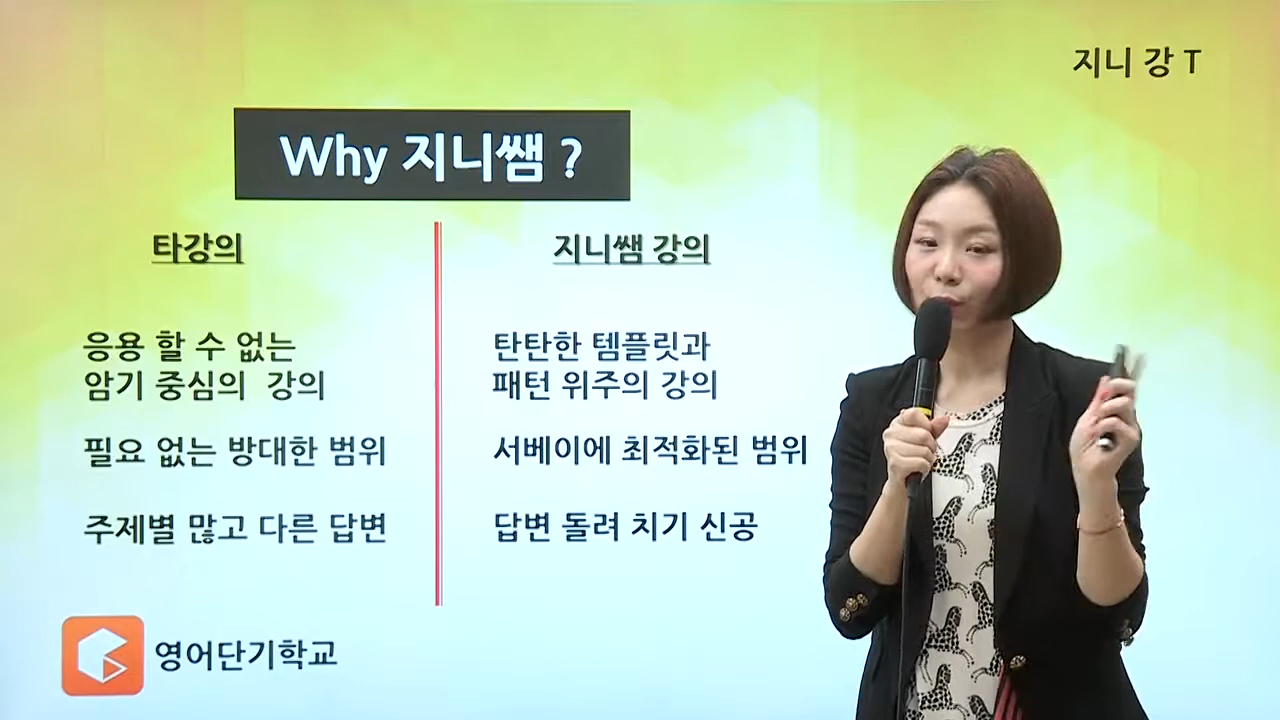 지니 강 T
Why 지니쌤 ?
타강의
응용 할 수 없는
암기 중심의 강의
필요 없는 방대한 범위
주제별 많고 다른 답변
지니쌤 강의
탄탄한 템플릿과
패턴 위주의 강의
서베이에 최적화된 범위
답변 돌려 치기 신공
영어단기학교